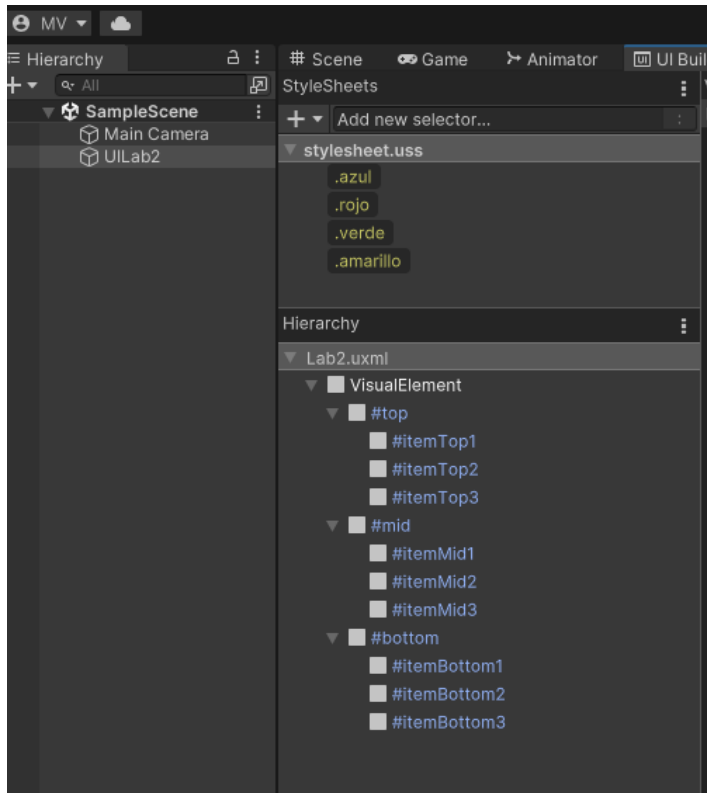 MV
Hierarchy
All
SampleScene
Main Camera
UILab2
Scene
Game
Animator
UI Buil
StyleSheets
Add new selector...
stylesheet.uss
.azul
.rojo
.verde
.amarillo
Hierarchy
Lab2.uxml
VisualElement
#top
#itemTop1
#itemTop2
#itemTop3
#mid
#itemMid1
#itemMid2
#itemMid3
#bottom
#itemBottom1
#itemBottom2
#itemBottom3